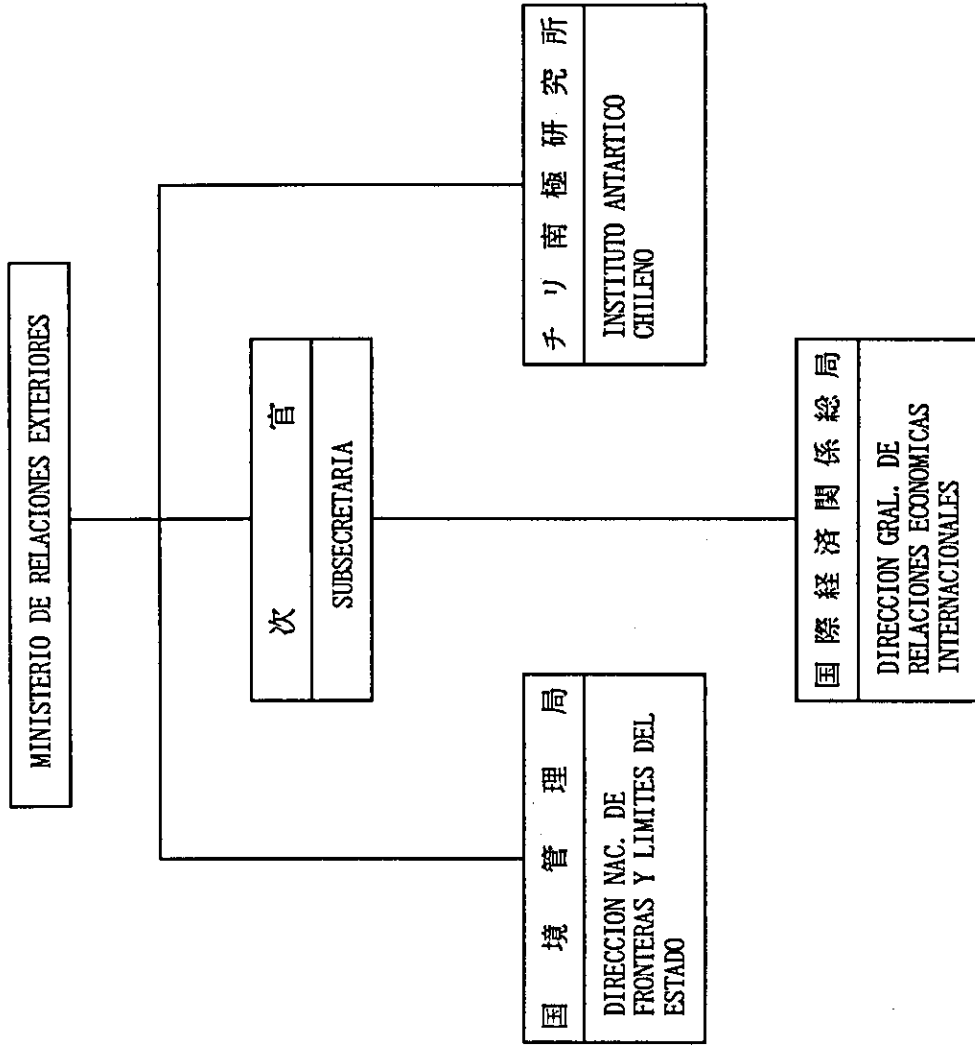 MINISTERIO DE RELACIONES EXTERIORES
次官
SUBSECRETARIA
国境管理局
DIRECCION NAC. DE
FRONTERAS Y LIMITES DEL
ESTADO
チリ南極研究所
INSTITUTO ANTARTICO
CHILENO
国際経済関係総局
DIRECCION GRAL. DE
RELACIONES ECONOMICAS
INTERNACIONALES